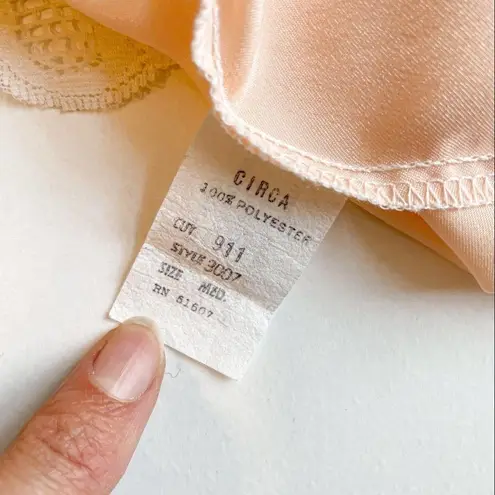 CIRCA
100% POLYESTER
CUT 911
STYLE 3007
SIZE MED.
RN 61607